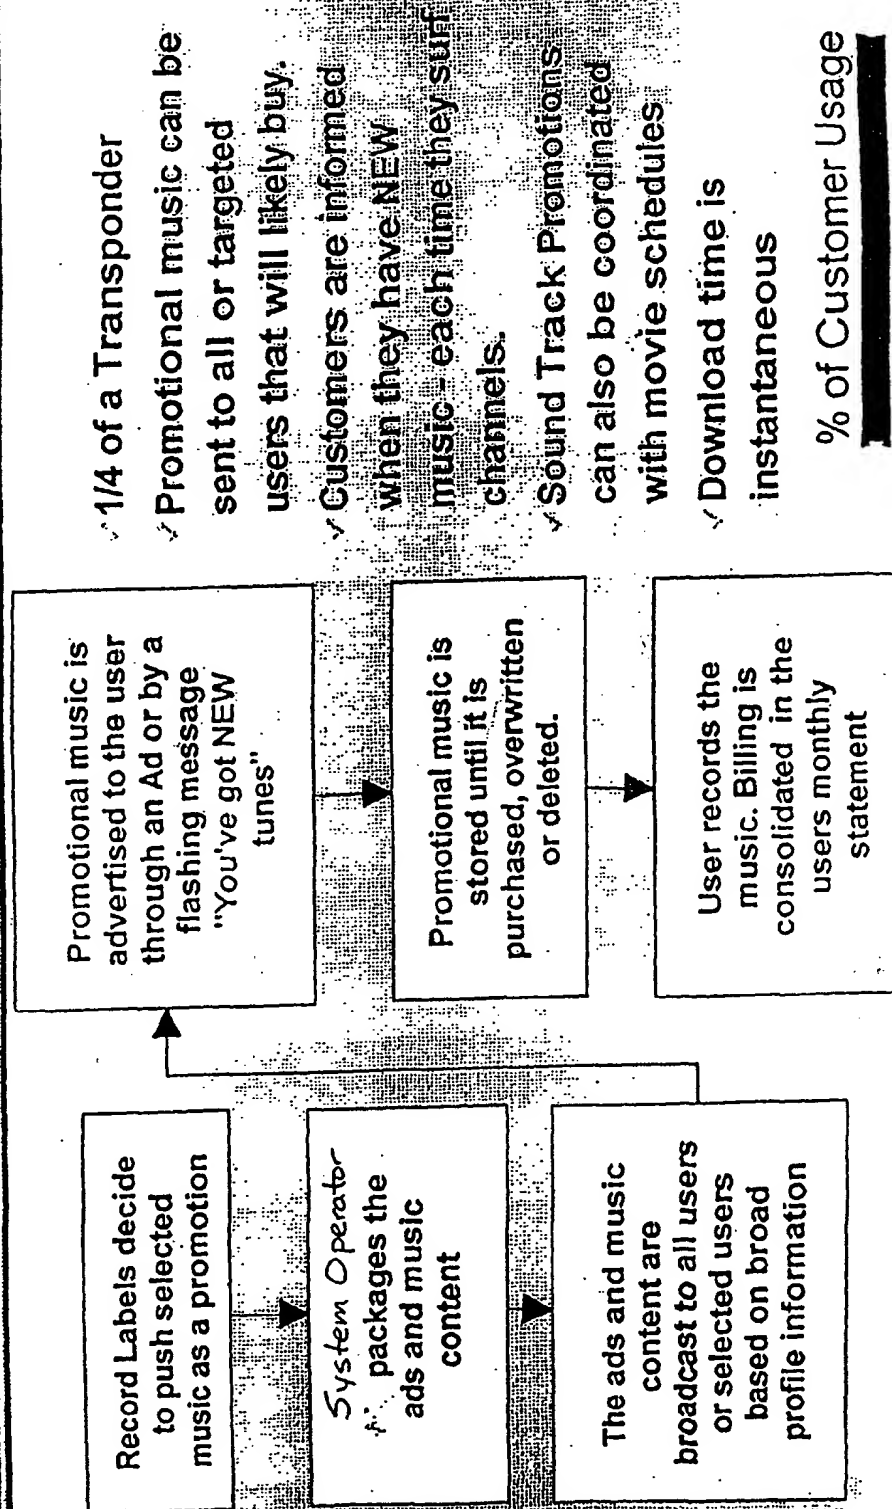 Record Labels decide
to push selected
music as a promotion
System Operator
packages the
ads and music
content
The ads and music
content are
broadcast to all users
or selected users
based on broad
profile information
Promotional music is
advertised to the user
through an Ad or by a
flashing message
"You've got NEW
tunes"
Promotional music is
stored until it is
purchased, overwritten
or deleted.
User records the
music. Billing is
consolidated in the
users monthly
statement
✓1/4 of a Transponder
✓Promotional music can be
sent to all or targeted
users that will likely buy.
✓Customers are informed
when they have NEW
music - each time they surf
channels.
✓Sound Track Promotions
can also be coordinated
with movie schedules
✓Download time is
instantaneous
% of Customer Usage